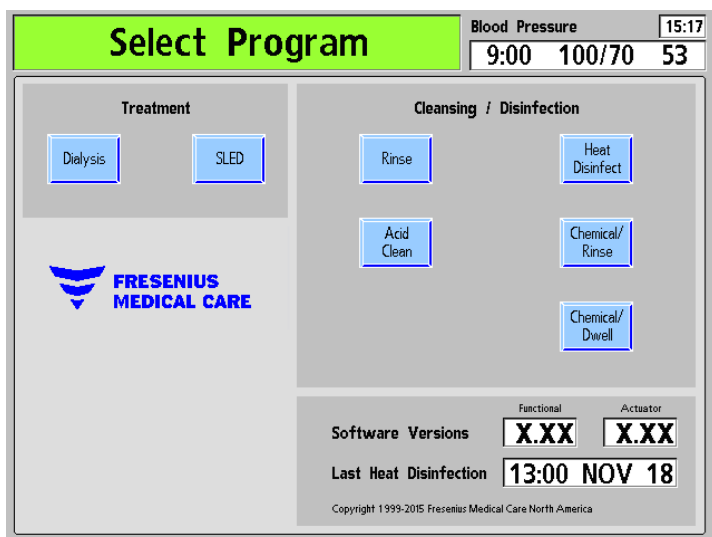 Select Program
Blood Pressure 15:17
9:00 100/70 53
Treatment
Dialysis
SLED
Cleansing / Disinfection
Rinse
Heat
Disinfect
Acid
Clean
Chemical/
Rinse
Chemical/
Dwell
FRESENIUS
MEDICAL CARE
Functional Actuator
Software Versions X.XX X.XX
Last Heat Disinfection 13:00 NOV 18
Copyright 1999-2015 Fresenius Medical Care North America